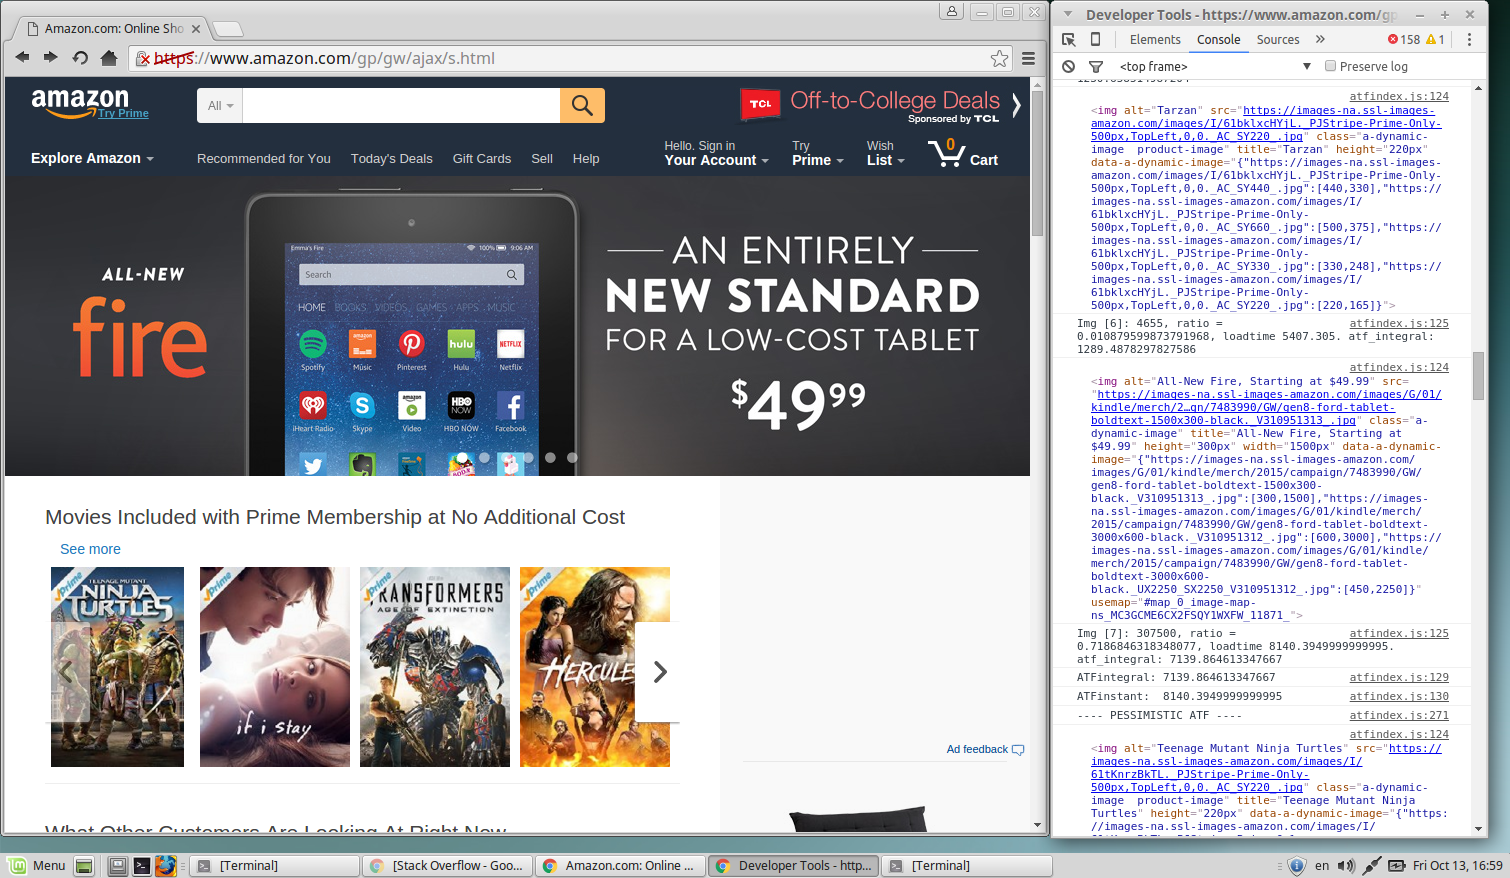 Amazon.com: Online Sho
https://www.amazon.com/gp/gw/ajax/s.html
amazon
Try Prime
All
TCL
Off-to-College Deals
Sponsored by TCL
Explore Amazon
Recommended for You
Today's Deals
Gift Cards
Sell
Help
Hello. Sign in
Your Account
Try
Prime
Wish
List
0
Cart
ALL-NEW
fire
Emma's Fire
100%
9:06 AM
Search
HOME BOOKS VIDEOS GAMES APPS MUSIC
amazon
hulu
NETFLIX
Spotify
Music
Pinterest
Hulu
Netflix
amazon
HBO
NOW
iHeart Radio
Skype
Video
HBO NOW
Facebook
AN ENTIRELY
NEW STANDARD
FOR A LOW-COST TABLET
$49.99
Movies Included with Prime Membership at No Additional Cost
See more
Prime
TEENAGE MUTANT
NINJA
TURTLES
Prime
if i stay
Prime
TRANSFORMERS
AGE OF EXTINCTION
Prime
HERCULES
Ad feedback
What Other Customers Are Looking At Right Now
Developer Tools - https://www.amazon.com/gp
Elements
Console
Sources
»
158
1
<top frame>
Preserve log
1230.658514987264
atfindex.js:124
<img alt="Tarzan" src="https://images-na.ssl-images-
amazon.com/images/I/61bklxcHYjL._PJStripe-Prime-Only-
500px,TopLeft,0,0._AC_SY220_.jpg" class="a-dynamic-
image  product-image" title="Tarzan" height="220px"
data-a-dynamic-image="{"https://images-na.ssl-images-
amazon.com/images/I/61bklxcHYjL._PJStripe-Prime-Only-
500px,TopLeft,0,0._AC_SY440_.jpg":[440,330],"https://
images-na.ssl-images-amazon.com/images/I/
61bklxcHYjL._PJStripe-Prime-Only-
500px,TopLeft,0,0._AC_SY660_.jpg":[500,375],"https://
images-na.ssl-images-amazon.com/images/I/
61bklxcHYjL._PJStripe-Prime-Only-
500px,TopLeft,0,0._AC_SY330_.jpg":[330,248],"https://
images-na.ssl-images-amazon.com/images/I/
61bklxcHYjL._PJStripe-Prime-Only-
500px,TopLeft,0,0._AC_SY220_.jpg":[220,165]}">
Img [6]: 4655, ratio = atfindex.js:125
0.010879599873791968, loadtime 5407.305. atf_integral:
1289.4878297827586
atfindex.js:124
<img alt="All-New Fire, Starting at $49.99" src=
"https://images-na.ssl-images-amazon.com/images/G/01/
kindle/merch/2…gn/7483990/GW/gen8-ford-tablet-
boldtext-1500x300-black._V310951313_.jpg" class="a-
dynamic-image" title="All-New Fire, Starting at
$49.99" height="300px" width="1500px" data-a-dynamic-
image="{"https://images-na.ssl-images-amazon.com/
images/G/01/kindle/merch/2015/campaign/7483990/GW/
gen8-ford-tablet-boldtext-1500x300-
black._V310951313_.jpg":[300,1500],"https://images-
na.ssl-images-amazon.com/images/G/01/kindle/merch/
2015/campaign/7483990/GW/gen8-ford-tablet-boldtext-
3000x600-black._V310951312_.jpg":[600,3000],"https://
images-na.ssl-images-amazon.com/images/G/01/kindle/
merch/2015/campaign/7483990/GW/gen8-ford-tablet-
boldtext-3000x600-
black._UX2250_SX2250_V310951312_.jpg":[450,2250]}"
usemap="#map_0_image-map-
ns_MC3GCME6CX2FSQY1WXFW_11871_">
Img [7]: 307500, ratio = atfindex.js:125
0.7186846318348077, loadtime 8140.3949999999995.
atf_integral: 7139.864613347667
ATFintegral: 7139.864613347667 atfindex.js:129
ATFinstant:  8140.3949999999995 atfindex.js:130
---- PESSIMISTIC ATF ---- atfindex.js:271
atfindex.js:124
<img alt="Teenage Mutant Ninja Turtles" src="https://
images-na.ssl-images-amazon.com/images/I/
61tKnrzBkTL._PJStripe-Prime-Only-
500px,TopLeft,0,0._AC_SY220_.jpg" class="a-dynamic-
image  product-image" title="Teenage Mutant Ninja
Turtles" height="220px" data-a-dynamic-image="{"https:
//images-na.ssl-images-amazon.com/images/I/
Menu
[Terminal]
[Stack Overflow - Goo...
Amazon.com: Online ...
Developer Tools - http...
[Terminal]
en
Fri Oct 13, 16:59